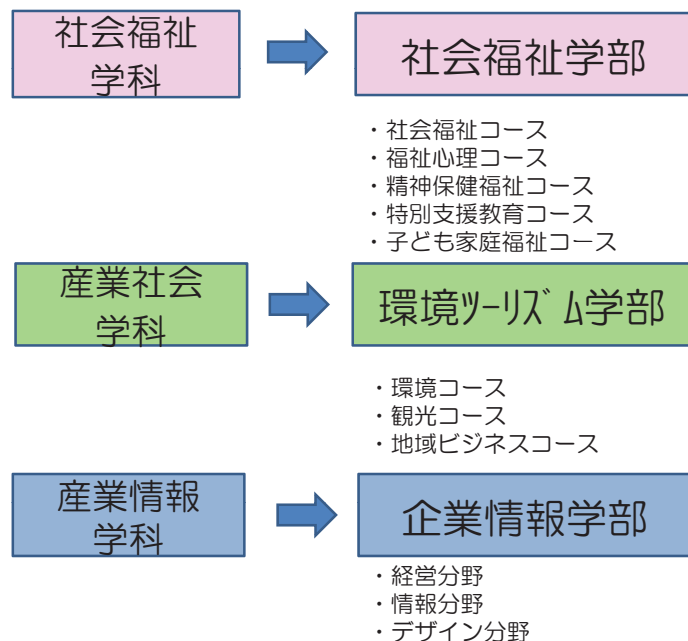 社会福祉
学科
社会福祉学部
・社会福祉コース
・福祉心理コース
・精神保健福祉コース
・特別支援教育コース
・子ども家庭福祉コース
産業社会
学科
環境ﾂｰﾘｽﾞﾑ学部
・環境コース
・観光コース
・地域ビジネスコース
産業情報
学科
企業情報学部
・経営分野
・情報分野
・デザイン分野